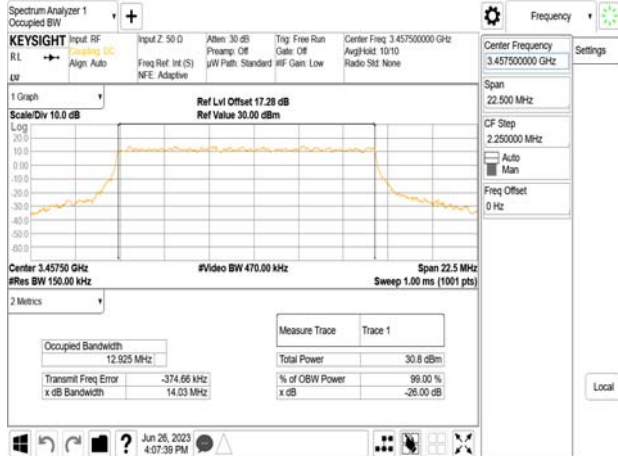 Spectrum Analyzer 1
Occupied BW
+
Frequency
KEYSIGHT
RL
LVI
Input: RF
Coupling: DC
Align: Auto
Input Z: 50 Ω
Freq Ref: Int (S)
NFE: Adaptive
Atten: 30 dB
Preamp: Off
µW Path: Standard
Trig: Free Run
Gate: Off
#IF Gain: Low
Center Freq: 3.457500000 GHz
Avg|Hold: 10/10
Radio Std: None
Center Frequency
3.457500000 GHz
Settings
Span
22.500 MHz
CF Step
2.250000 MHz
Auto
Man
Freq Offset
0 Hz
Local
1 Graph
Scale/Div 10.0 dB
Ref Lvl Offset 17.28 dB
Ref Value 30.00 dBm
Log
20.0
10.0
0.00
-10.0
-20.0
-30.0
-40.0
-50.0
-60.0
Center 3.45750 GHz
#Video BW 470.00 kHz
Span 22.5 MHz
#Res BW 150.00 kHz
Sweep 1.00 ms (1001 pts)
2 Metrics
Measure Trace
Trace 1
Occupied Bandwidth
12.925 MHz
Total Power
30.8 dBm
Transmit Freq Error
-374.66 kHz
% of OBW Power
99.00 %
x dB Bandwidth
14.03 MHz
x dB
-26.00 dB
?
Jun 26, 2023
4:07:39 PM